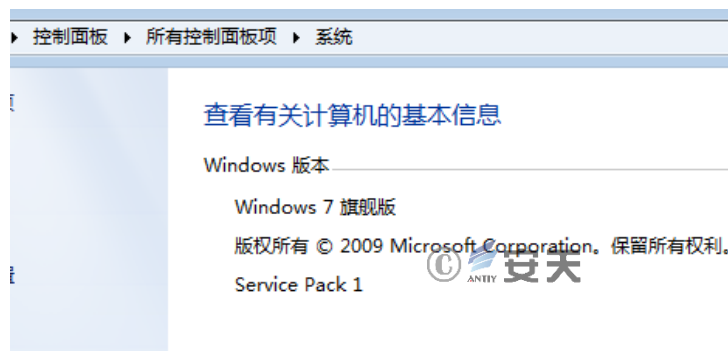 控制面板 ▶ 所有控制面板项 ▶ 系统
查看有关计算机的基本信息
Windows 版本
Windows 7 旗舰版
版权所有 © 2009 Microsoft Corporation。保留所有权利。
© ANTIY 安天
Service Pack 1